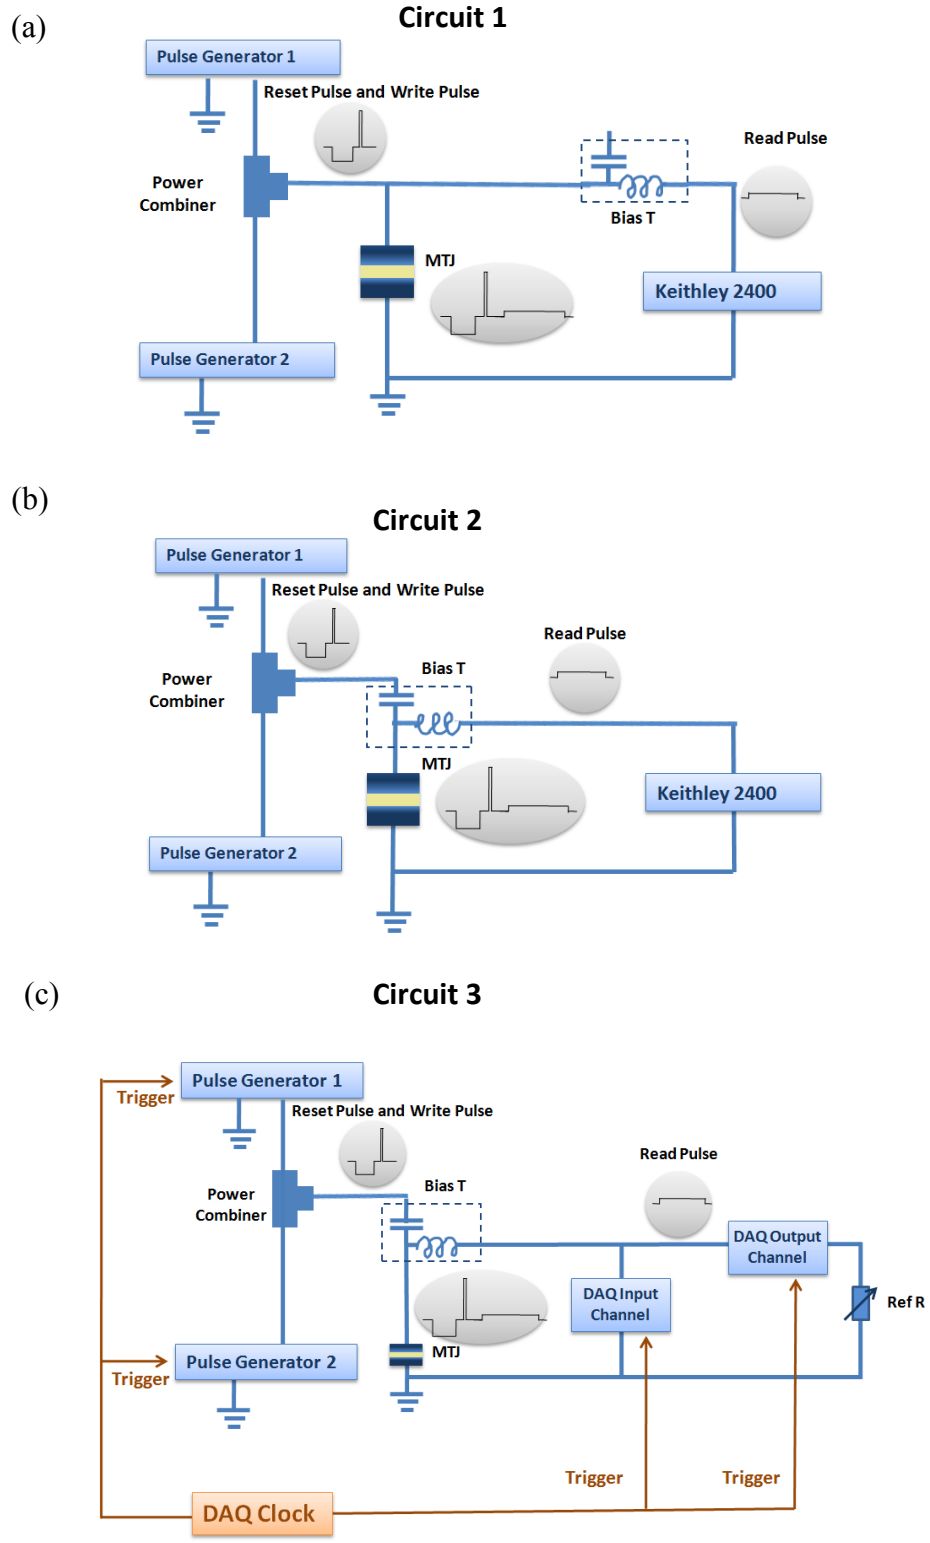 (a)
Circuit 1
Pulse Generator 1
Reset Pulse and Write Pulse
Read Pulse
Power
Combiner
Bias T
MTJ
Keithley 2400
Pulse Generator 2
(b)
Circuit 2
Pulse Generator 1
Reset Pulse and Write Pulse
Read Pulse
Bias T
Power
Combiner
MTJ
Keithley 2400
Pulse Generator 2
(c)
Circuit 3
Pulse Generator 1
Trigger
Reset Pulse and Write Pulse
Read Pulse
Bias T
Power
Combiner
DAQ Output
Channel
DAQ Input
Channel
Ref R
MTJ
Pulse Generator 2
Trigger
Trigger
Trigger
DAQ Clock